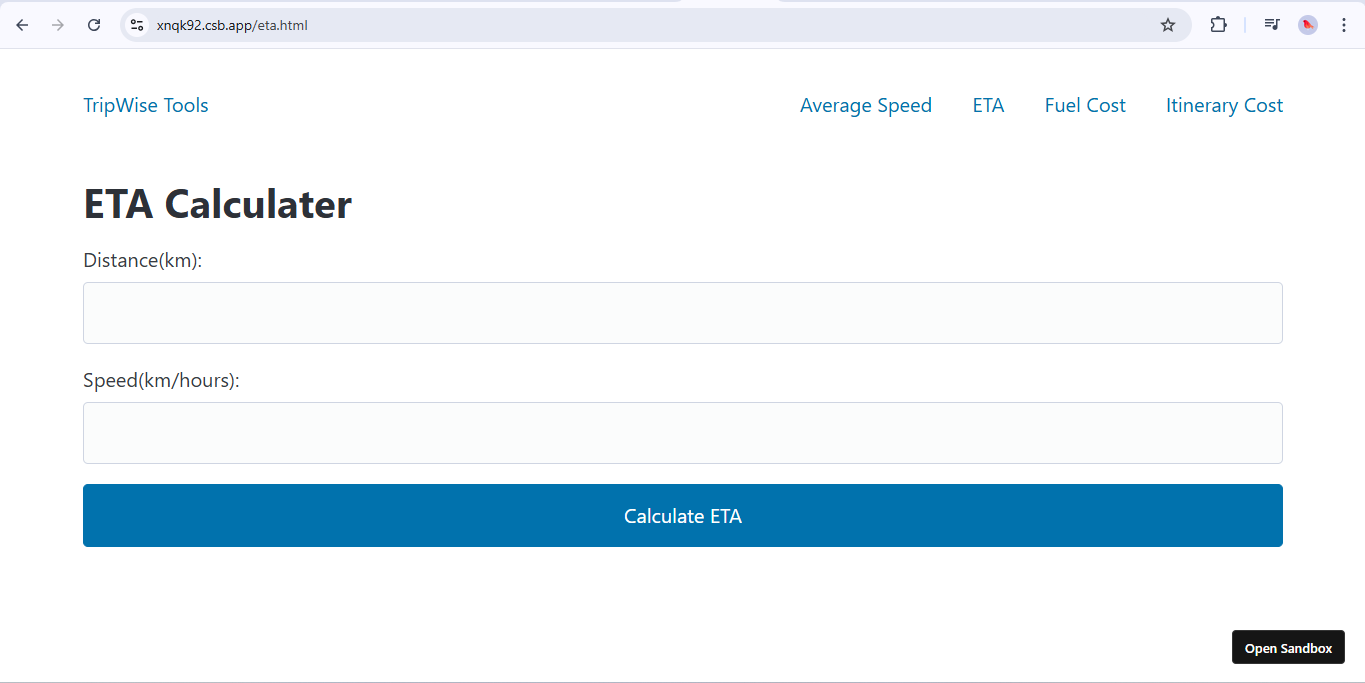 xnqk92.csb.app/eta.html
TripWise Tools Average Speed ETA Fuel Cost Itinerary Cost
ETA Calculater
Distance(km):
Speed(km/hours):
Calculate ETA
Open Sandbox